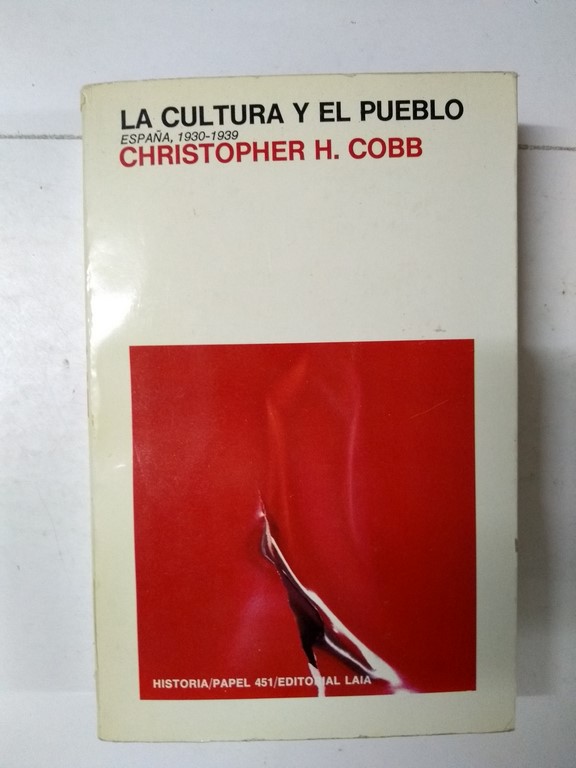 LA CULTURA Y EL PUEBLO
ESPAÑA, 1930-1939
CHRISTOPHER H. COBB
HISTORIA/PAPEL 451/EDITORIAL LAIA